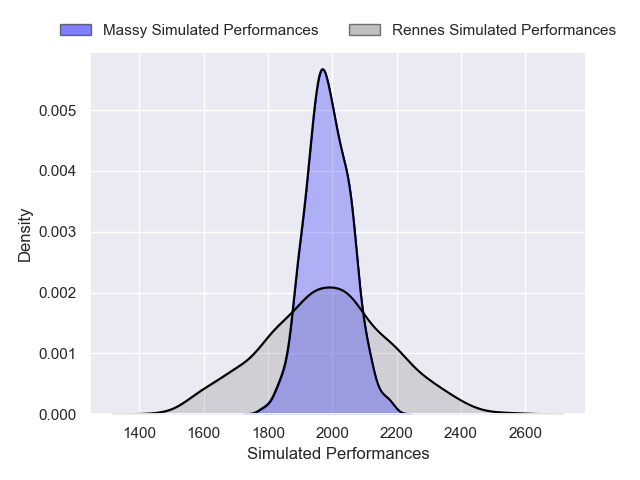 Massy Simulated Performances Rennes Simulated Performances
0.005
0.004
0.003
0.002
0.001
0.000
Density
1400 1600 1800 2000 2200 2400 2600
Simulated Performances